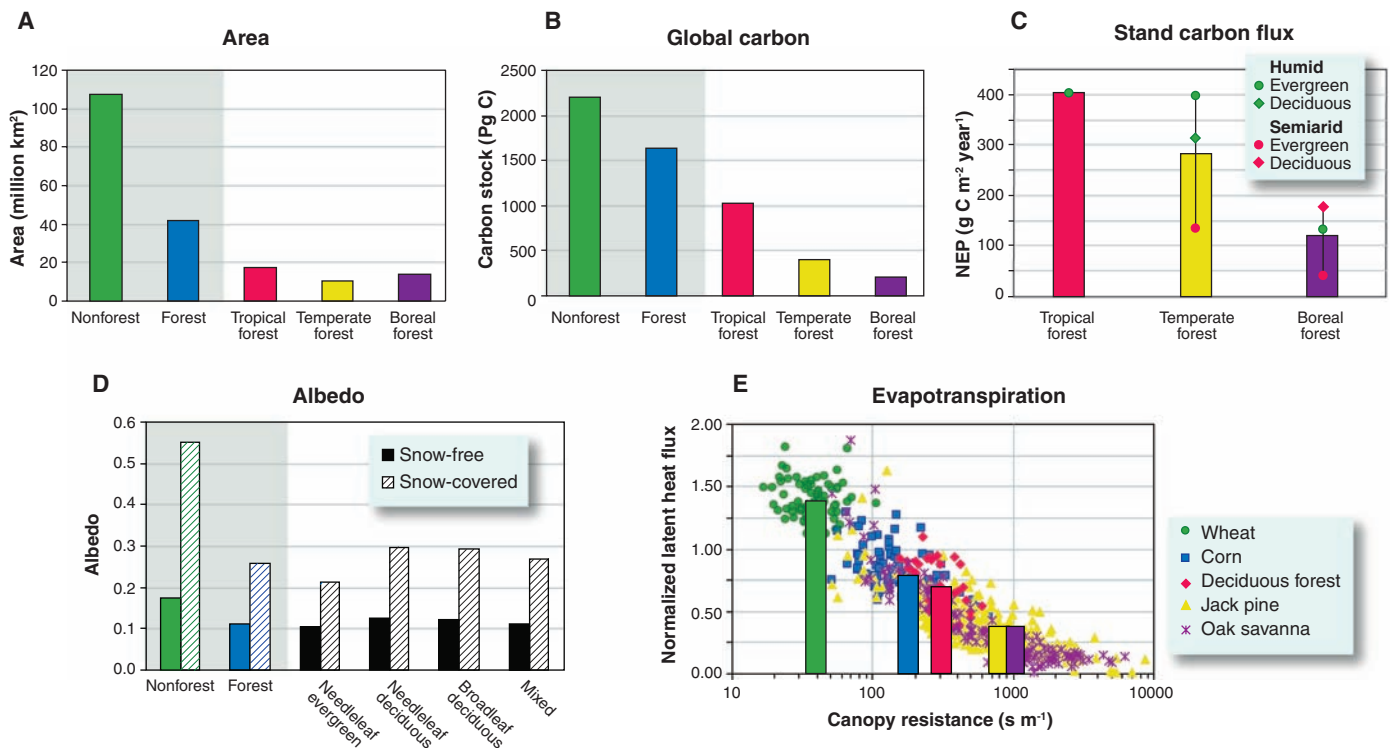 A
Area
Area (million km²)
120
100
80
60
40
20
0
Nonforest
Forest
Tropical
forest
Temperate
forest
Boreal
forest
B
Global carbon
Carbon stock (Pg C)
2500
2000
1500
1000
500
0
Nonforest
Forest
Tropical
forest
Temperate
forest
Boreal
forest
C
Stand carbon flux
NEP (g C m⁻² year¹)
400
300
200
100
0
Humid
Evergreen
Deciduous
Semiarid
Evergreen
Deciduous
Tropical
forest
Temperate
forest
Boreal
forest
D
Albedo
Albedo
0.6
0.5
0.4
0.3
0.2
0.1
0.0
Snow-free
Snow-covered
Nonforest
Forest
Needleleaf
evergreen
Needleleaf
deciduous
Broadleaf
deciduous
Mixed
E
Evapotranspiration
Normalized latent heat flux
2.00
1.50
1.00
0.50
0.00
10
100
1000
10000
Canopy resistance (s m⁻¹)
Wheat
Corn
Deciduous forest
Jack pine
Oak savanna